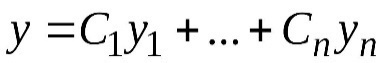 y = C₁y₁ + ... + Cₙyₙ